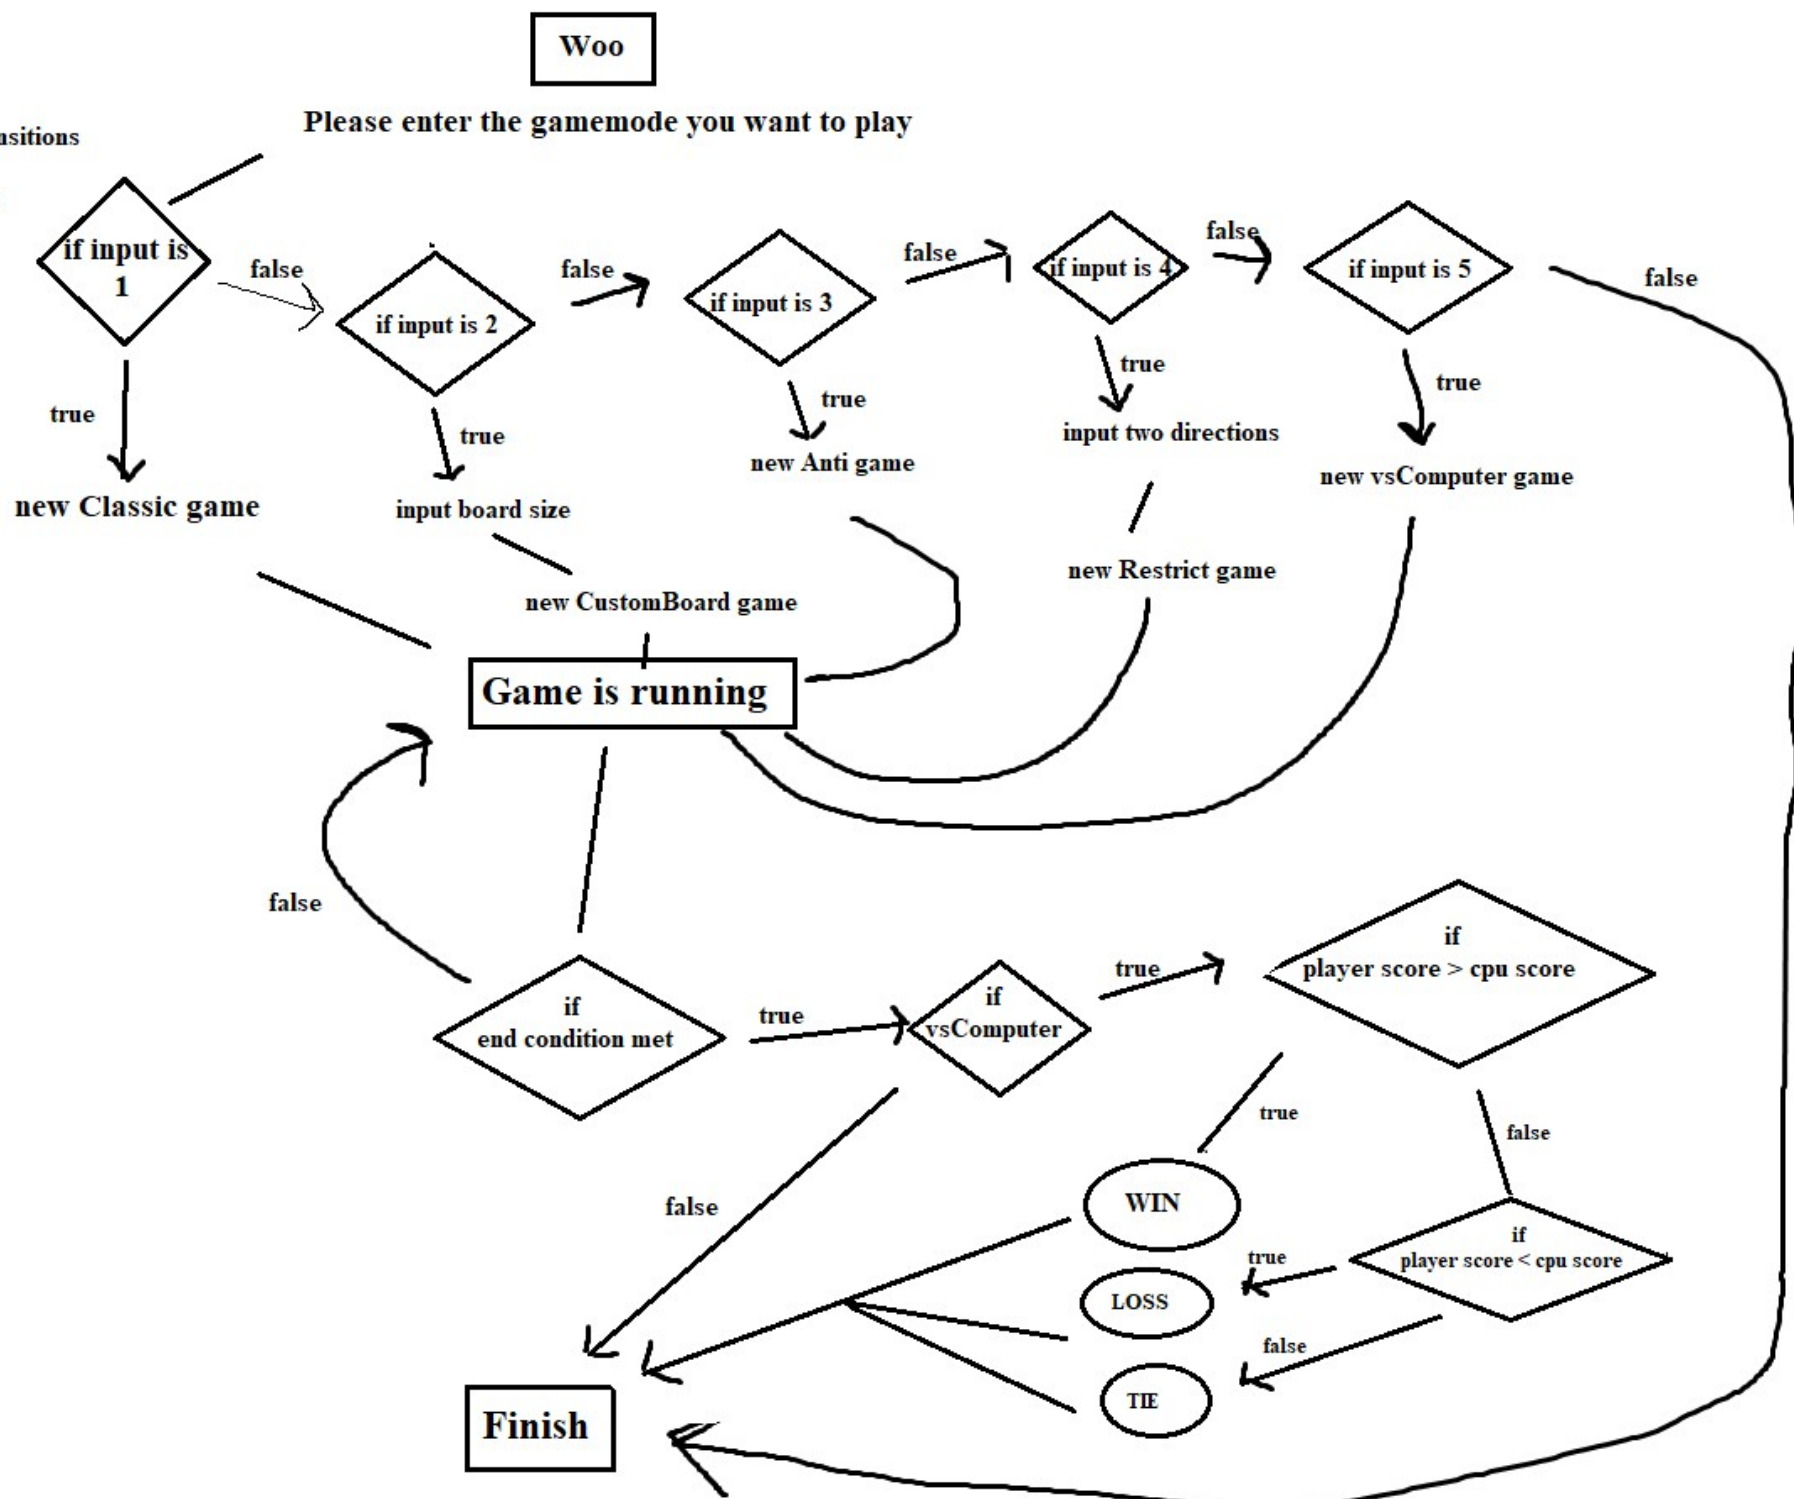 Woo
Please enter the gamemode you want to play
nsitions
if input is
1
false
if input is 2
false
if input is 3
false
if input is 4
false
if input is 5
false
true
new Classic game
true
input board size
new CustomBoard game
true
new Anti game
true
input two directions
new Restrict game
true
new vsComputer game
Game is running
false
if
end condition met
true
if
vsComputer
true
if
player score > cpu score
false
true
false
WIN
if
player score < cpu score
true
LOSS
false
TIE
Finish